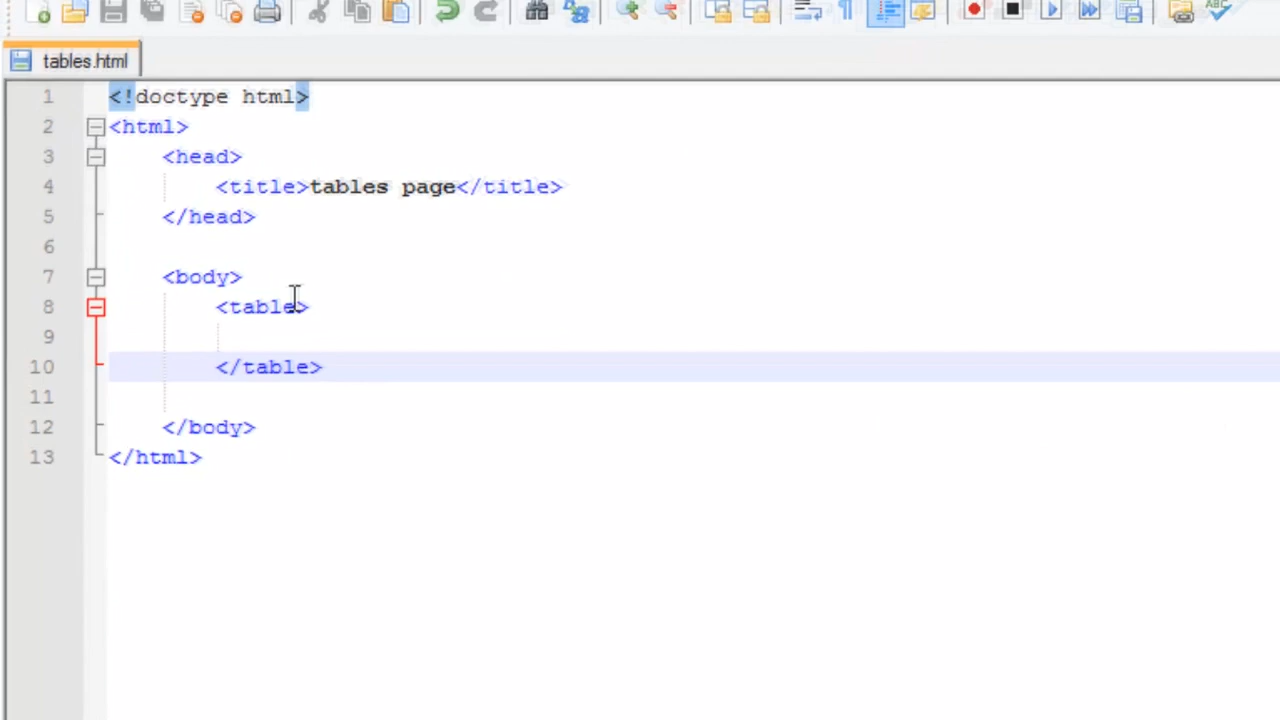 tables.html
1 <!doctype html>
2 <html>
3 <head>
4 <title>tables page</title>
5 </head>
6
7 <body>
8 <table>
9
10 </table>
11
12 </body>
13 </html>